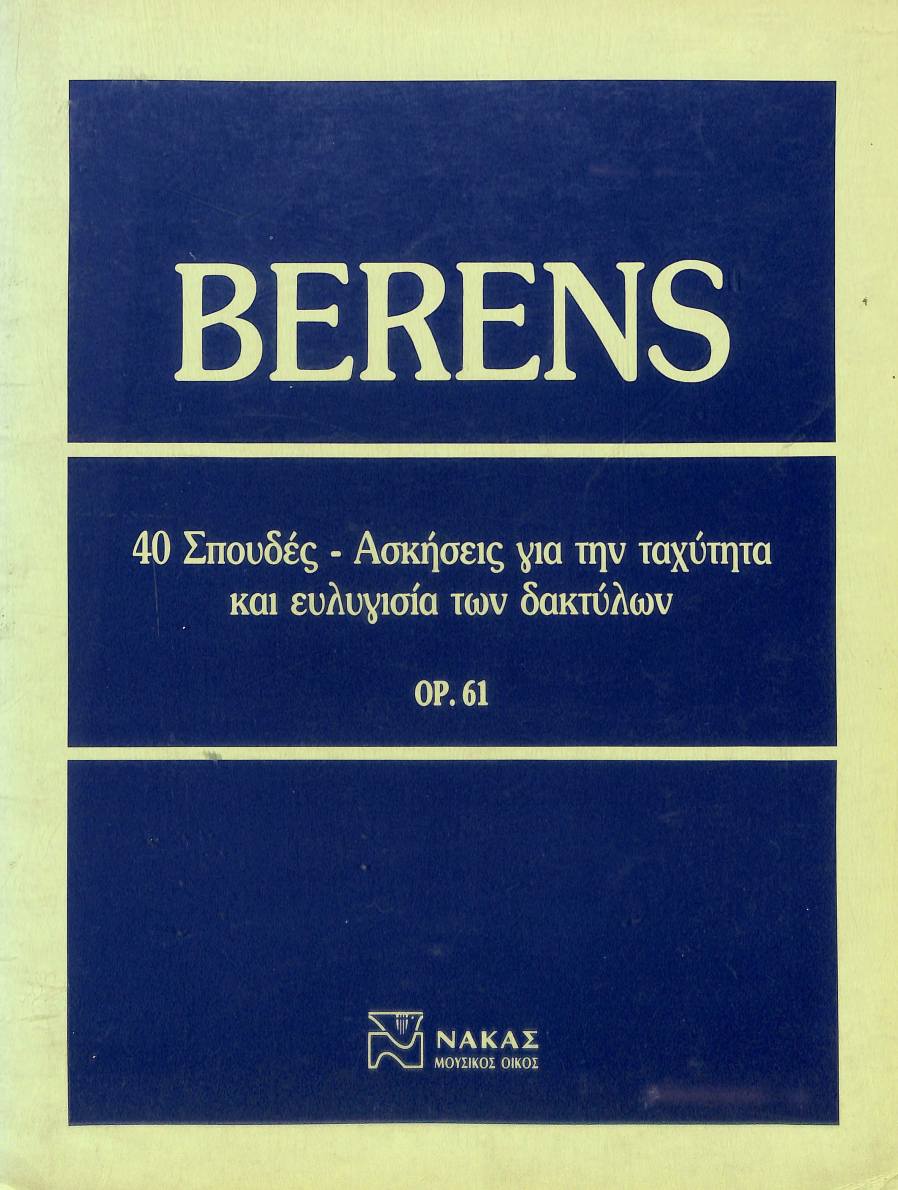 BERENS
40 Σπουδές - Ασκήσεις για την ταχύτητα
και ευλυγισία των δακτύλων
OP. 61
ΝΑΚΑΣ
ΜΟΥΣΙΚΟΣ ΟΙΚΟΣ